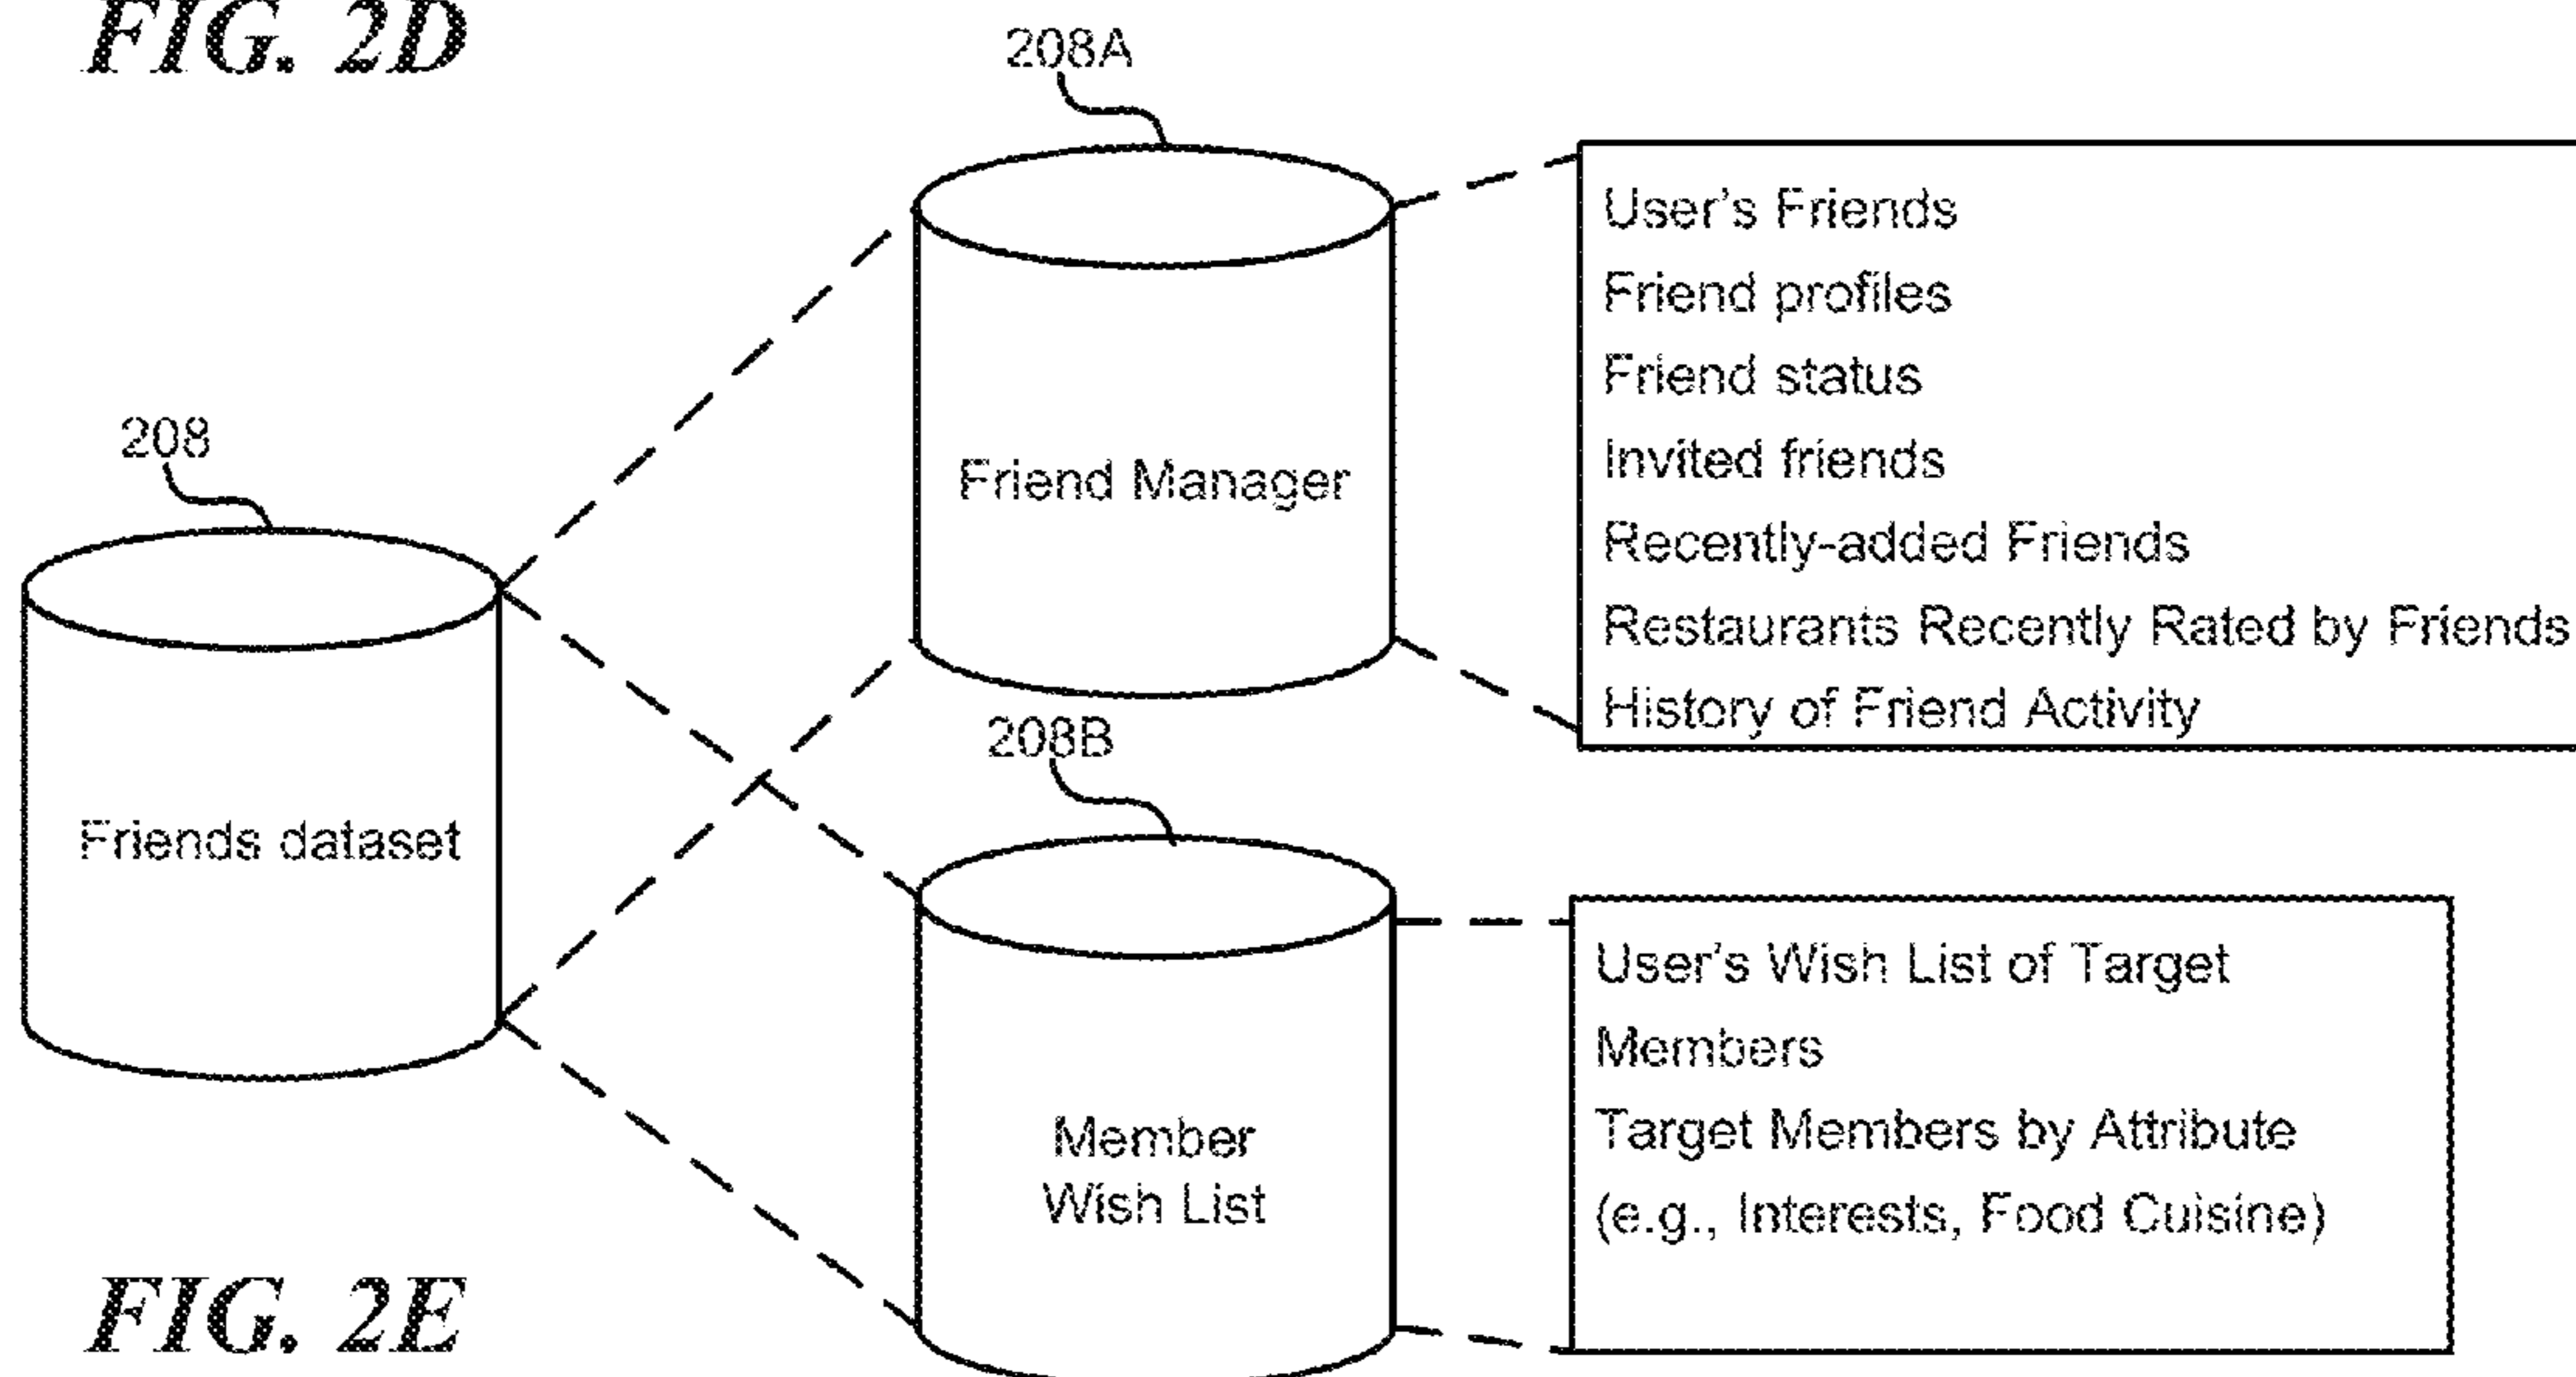 FIG. 2D
208A
User's Friends
Friend profiles
Friend status
Invited friends
Recently-added Friends
Restaurants Recently Rated by Friends
History of Friend Activity
Friend Manager
208
Friends dataset
208B
Member
Wish List
User's Wish List of Target
Members
Target Members by Attribute
(e.g., Interests, Food Cuisine)
FIG. 2E